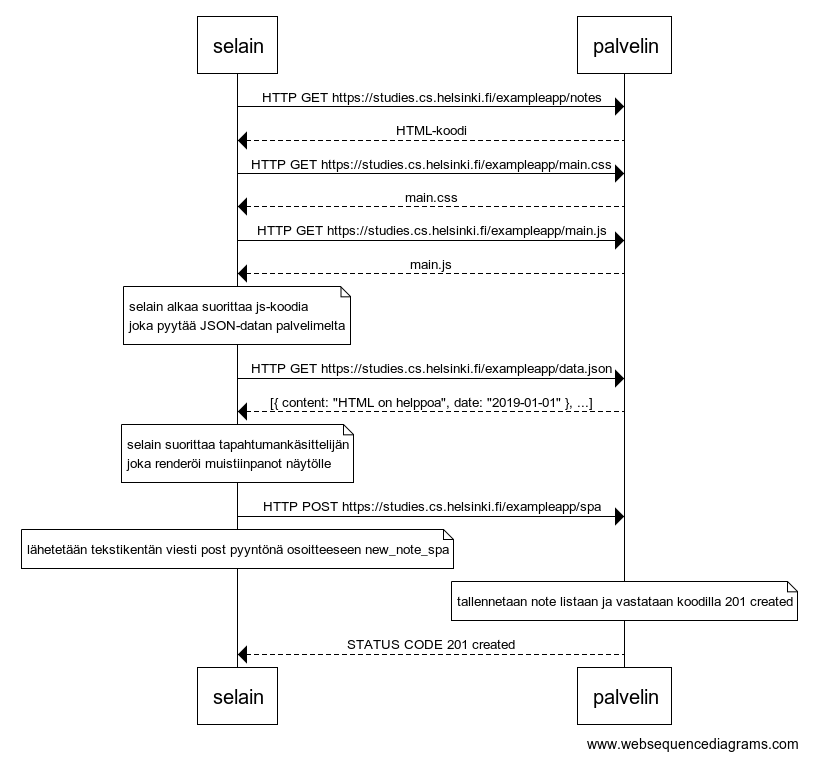 selain palvelin
HTTP GET https://studies.cs.helsinki.fi/exampleapp/notes
HTML-koodi
HTTP GET https://studies.cs.helsinki.fi/exampleapp/main.css
main.css
HTTP GET https://studies.cs.helsinki.fi/exampleapp/main.js
main.js
selain alkaa suorittaa js-koodia
joka pyytää JSON-datan palvelimelta
HTTP GET https://studies.cs.helsinki.fi/exampleapp/data.json
[{ content: "HTML on helppoa", date: "2019-01-01" }, ...]
selain suorittaa tapahtumankäsittelijän
joka renderöi muistiinpanot näytölle
HTTP POST https://studies.cs.helsinki.fi/exampleapp/spa
lähetetään tekstikentän viesti post pyyntönä osoitteeseen new_note_spa
tallennetaan note listaan ja vastataan koodilla 201 created
STATUS CODE 201 created
selain palvelin
www.websequencediagrams.com